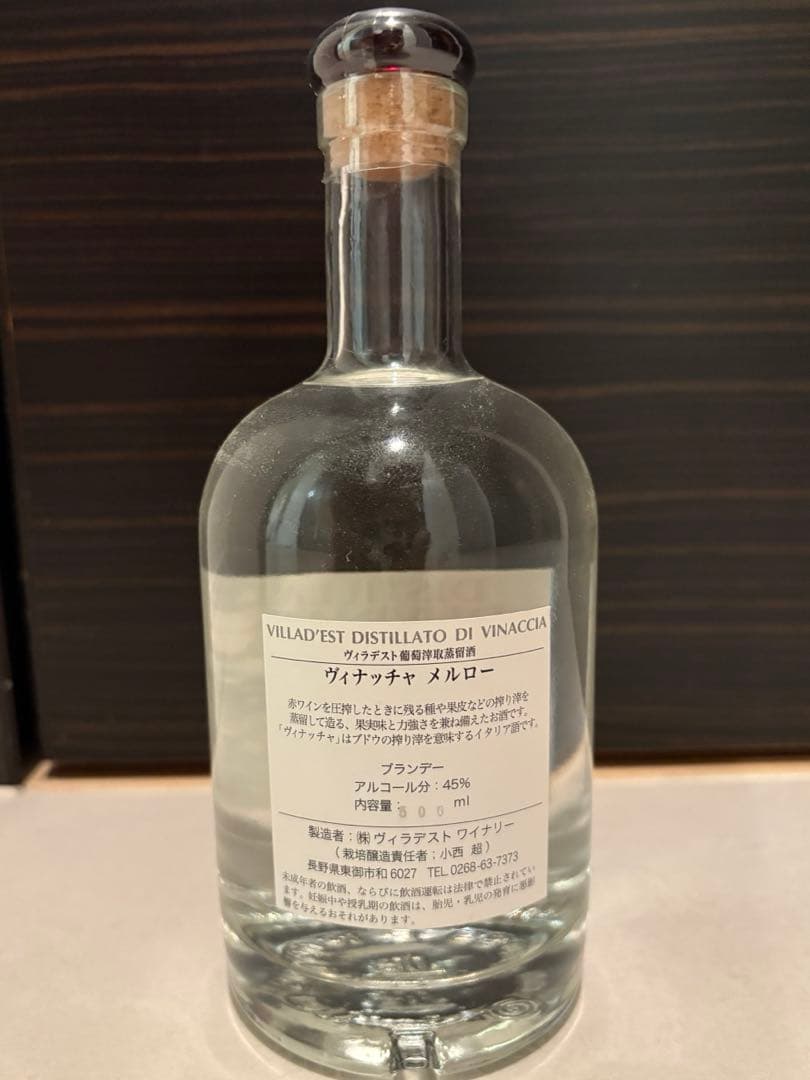 VILLAD'EST DISTILLATO DI VINACCIA
ヴィラデスト葡萄滓取蒸留酒
ヴィナッチャ メルロー
赤ワインを圧搾したときに残る種や果皮などの搾り滓を
蒸留して造る、果実味と力強さを兼ね備えたお酒です。
「ヴィナッチャ」はブドウの搾り滓を意味するイタリア語です。
ブランデー
アルコール分：45%
内容量：500 ml
製造者：㈱ヴィラデスト ワイナリー
（栽培醸造責任者；小西 超）
長野県東御市和6027 TEL.0268-63-7373
未成年者の飲酒、ならびに飲酒運転は法律で禁止されてい
ます。妊娠中や授乳期の飲酒は、胎児・乳児の発育に悪影
響を与えるおそれがあります。